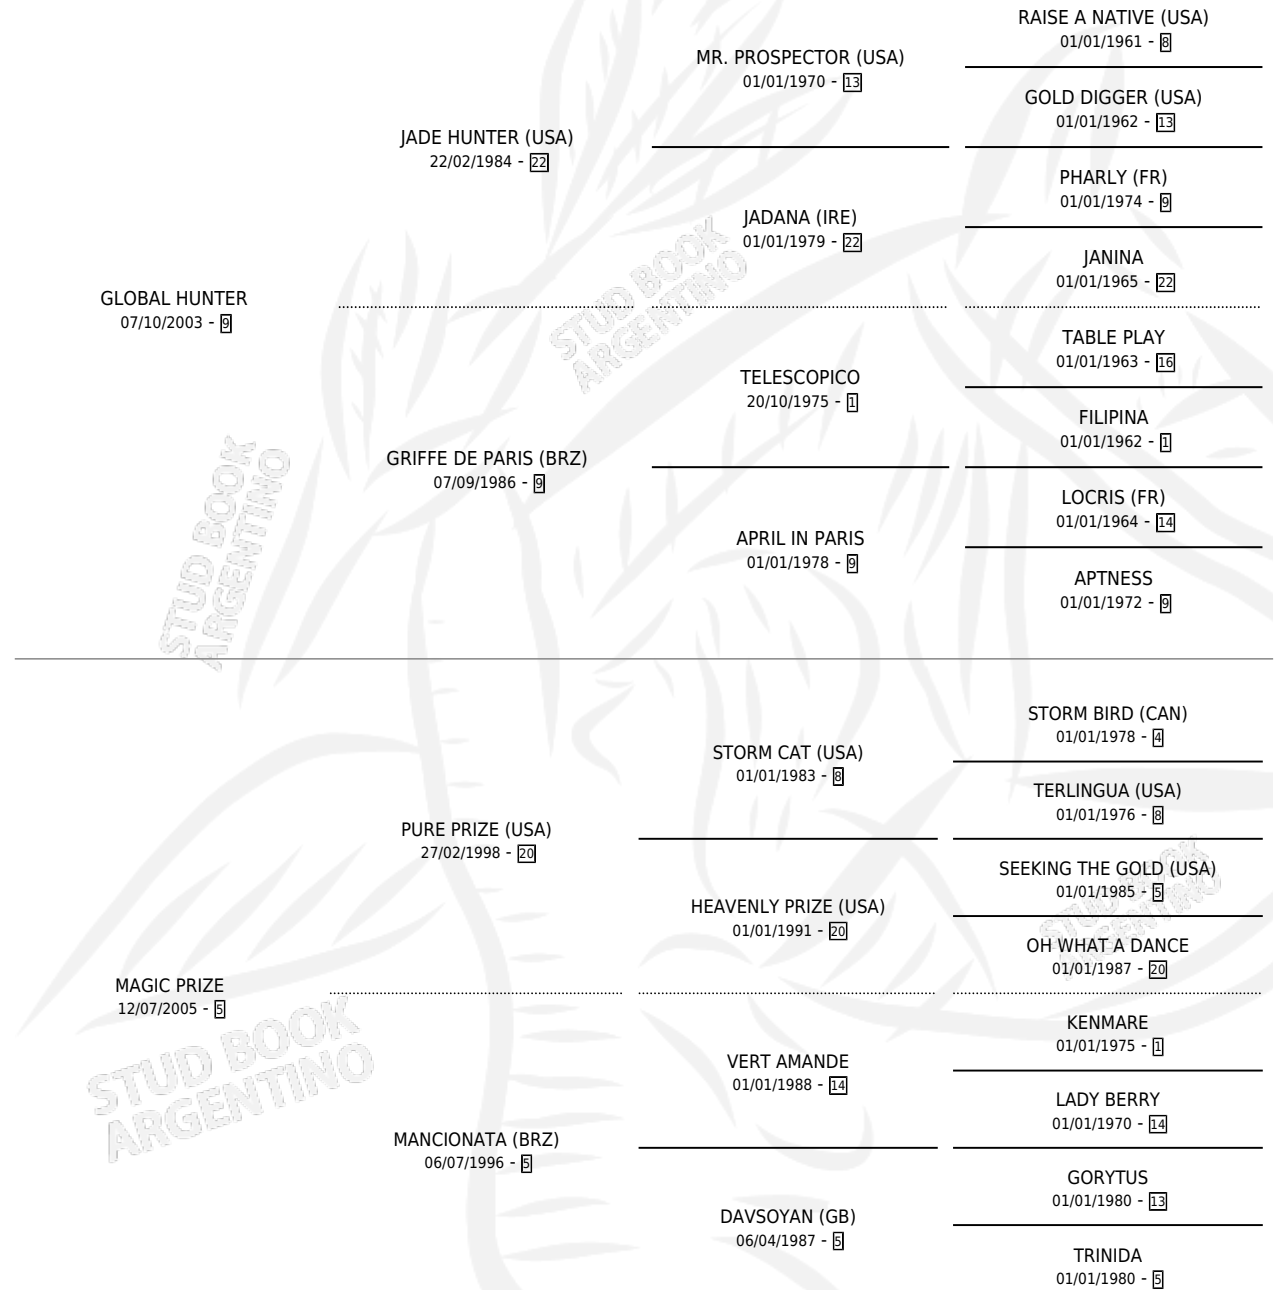 RAISE A NATIVE (USA)
01/01/1961 - 8
MR. PROSPECTOR (USA)
01/01/1970 - 13
GOLD DIGGER (USA)
01/01/1962 - 13
JADE HUNTER (USA)
22/02/1984 - 22
PHARLY (FR)
01/01/1974 - 9
JADANA (IRE)
01/01/1979 - 22
JANINA
01/01/1965 - 22
GLOBAL HUNTER
07/10/2003 - 9
TABLE PLAY
01/01/1963 - 16
TELESCOPICO
20/10/1975 - 1
FILIPINA
01/01/1962 - 1
GRIFFE DE PARIS (BRZ)
07/09/1986 - 9
LOCRIS (FR)
01/01/1964 - 14
APRIL IN PARIS
01/01/1978 - 9
APTNESS
01/01/1972 - 9
STORM BIRD (CAN)
01/01/1978 - 4
STORM CAT (USA)
01/01/1983 - 8
TERLINGUA (USA)
01/01/1976 - 8
PURE PRIZE (USA)
27/02/1998 - 20
SEEKING THE GOLD (USA)
01/01/1985 - 5
HEAVENLY PRIZE (USA)
01/01/1991 - 20
OH WHAT A DANCE
01/01/1987 - 20
MAGIC PRIZE
12/07/2005 - 5
KENMARE
01/01/1975 - 1
VERT AMANDE
01/01/1988 - 14
LADY BERRY
01/01/1970 - 14
MANCIONATA (BRZ)
06/07/1996 - 5
GORYTUS
01/01/1980 - 13
DAVSOYAN (GB)
06/04/1987 - 5
TRINIDA
01/01/1980 - 5
STUD BOOK
ARGENTINO
STUD BOOK
ARGENTINO
STUD BOOK
ARGENTINO
STUD BOOK
ARGENTINO